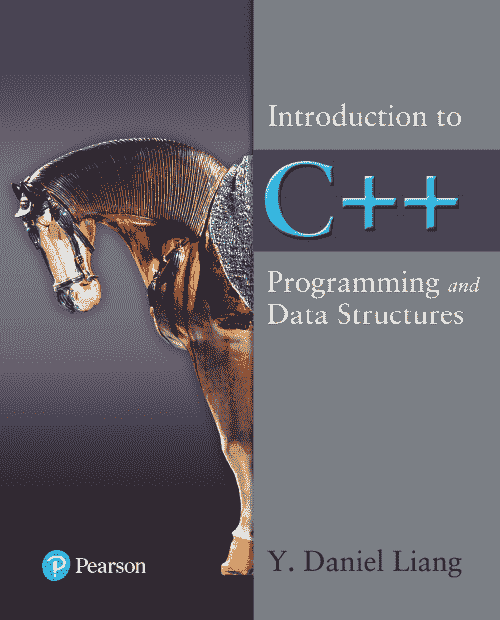 Introduction to
C++
Programming and
Data Structures
Pearson
Y. Daniel Liang